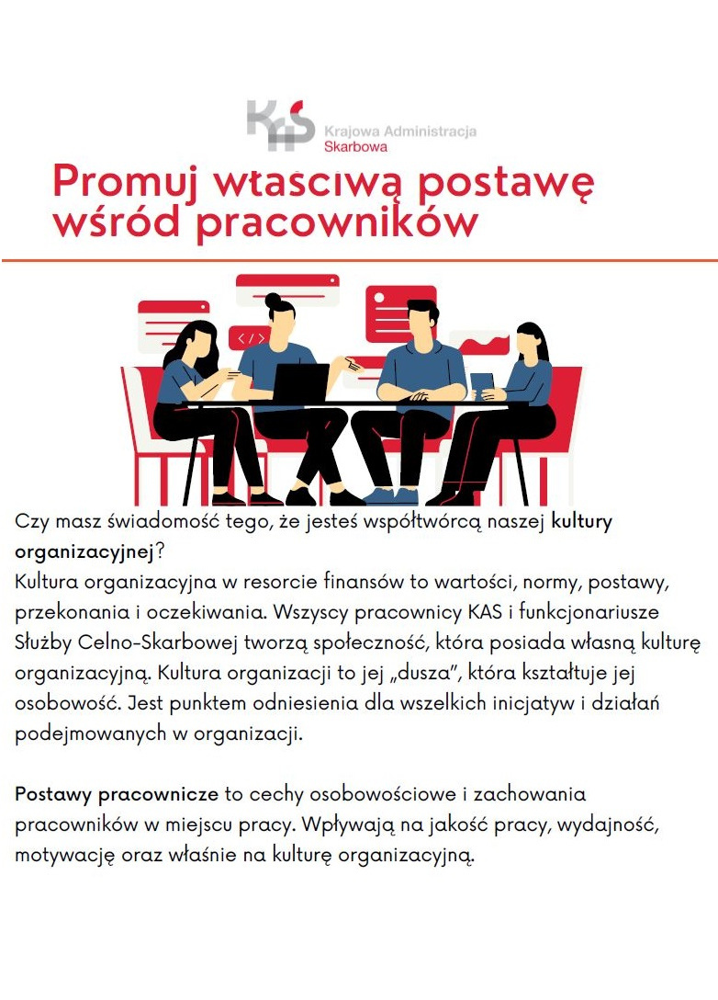 KAS Krajowa Administracja
Skarbowa
Promuj właściwą postawę
wśród pracowników
</>
Czy masz świadomość tego, że jesteś współtwórcą naszej kultury
organizacyjnej?
Kultura organizacyjna w resorcie finansów to wartości, normy, postawy,
przekonania i oczekiwania. Wszyscy pracownicy KAS i funkcjonariusze
Służby Celno-Skarbowej tworzą społeczność, która posiada własną kulturę
organizacyjną. Kultura organizacji to jej „dusza”, która kształtuje jej
osobowość. Jest punktem odniesienia dla wszelkich inicjatyw i działań
podejmowanych w organizacji.
Postawy pracownicze to cechy osobowościowe i zachowania
pracowników w miejscu pracy. Wpływają na jakość pracy, wydajność,
motywację oraz właśnie na kulturę organizacyjną.